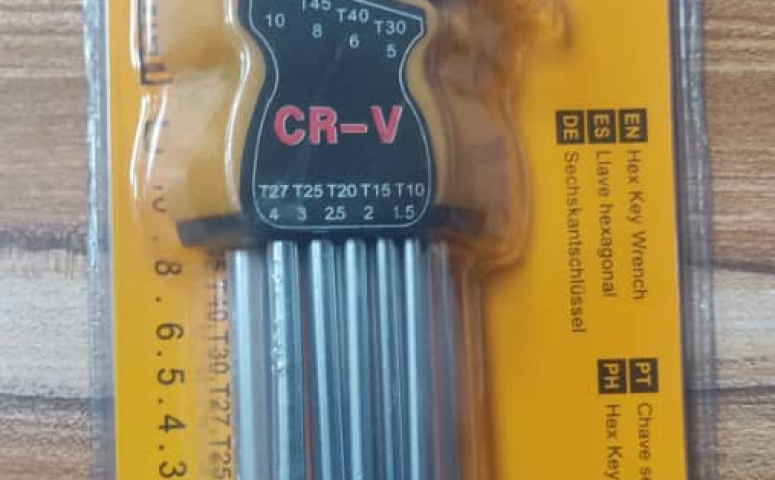 T45 T40 T30
10 8 6 5
CR-V
T27 T25 T20 T15 T10
4 3 2.5 2 1.5
EN Hex Key Wrench
ES Llave hexagonal
DE Sechskantschlüssel
PT Chave
PH Hex Key
8.6.5.4.3
T40 T30 T27 T25